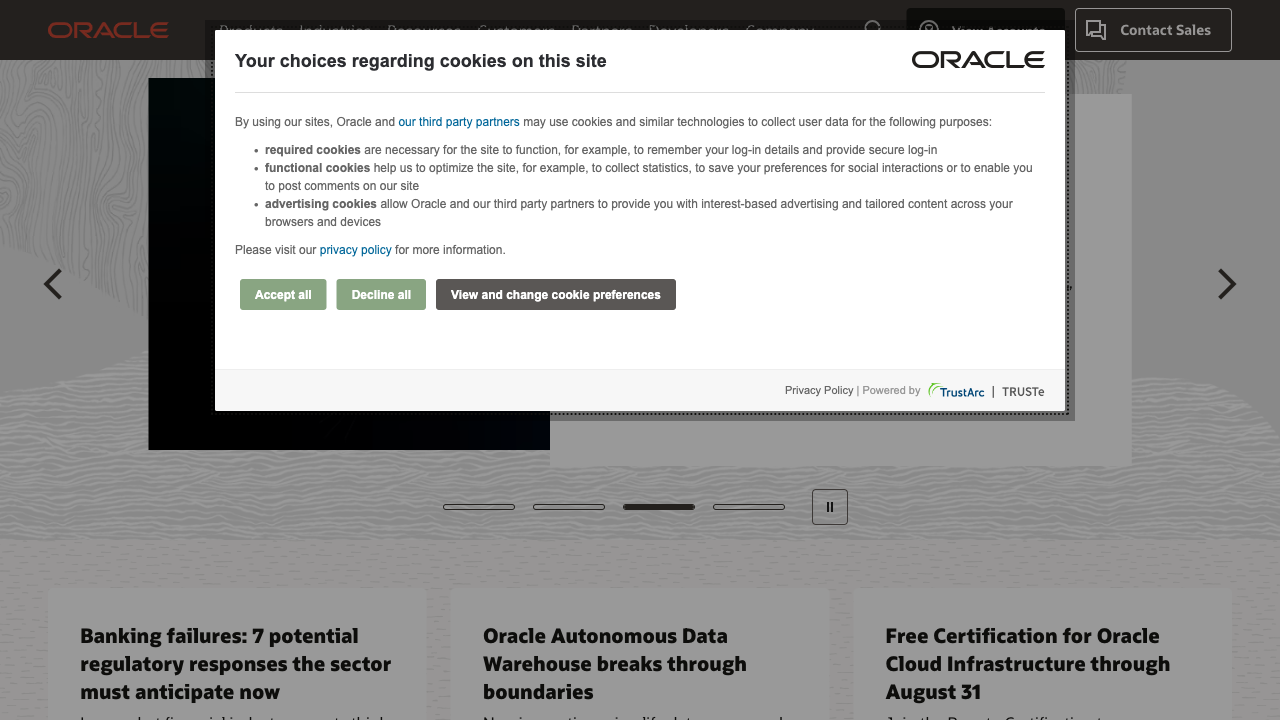 ORACLE
Products Industries Resources Customers Partners Developers Company
View Accounts
Contact Sales
Your choices regarding cookies on this site
ORACLE
By using our sites, Oracle and our third party partners may use cookies and similar technologies to collect user data for the following purposes:
required cookies are necessary for the site to function, for example, to remember your log-in details and provide secure log-in
functional cookies help us to optimize the site, for example, to collect statistics, to save your preferences for social interactions or to enable you
to post comments on our site
advertising cookies allow Oracle and our third party partners to provide you with interest-based advertising and tailored content across your
browsers and devices
Please visit our privacy policy for more information.
Accept all
Decline all
View and change cookie preferences
Privacy Policy | Powered by TrustArc | TRUSTe
Banking failures: 7 potential
regulatory responses the sector
must anticipate now
Oracle Autonomous Data
Warehouse breaks through
boundaries
Free Certification for Oracle
Cloud Infrastructure through
August 31